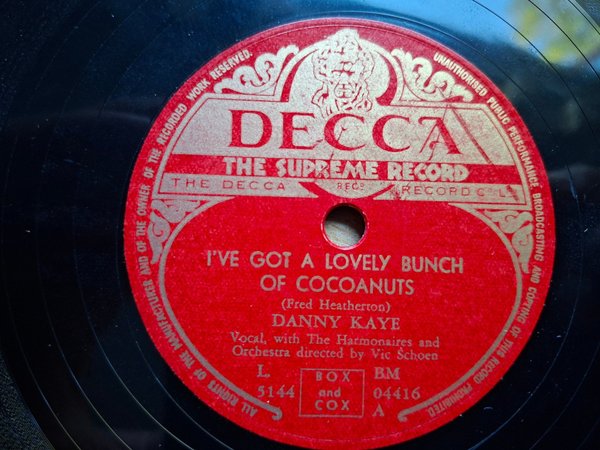 ALL RIGHTS OF THE MANUFACTURER AND OF THE OWNER OF THE RECORDED WORK RESERVED.
UNAUTHORISED PUBLIC PERFORMANCE BROADCASTING AND COPYING OF THIS RECORD PROHIBITED.
DECCA
THE SUPREME RECORD
THE DECCA REGD. RECORD Co. Ltd
I'VE GOT A LOVELY BUNCH
OF COCOANUTS
(Fred Heatherton)
DANNY KAYE
Vocal, with The Harmonaires and
Orchestra directed by Vic Schoen
L. BM
5144 BOX and COX 04416
A